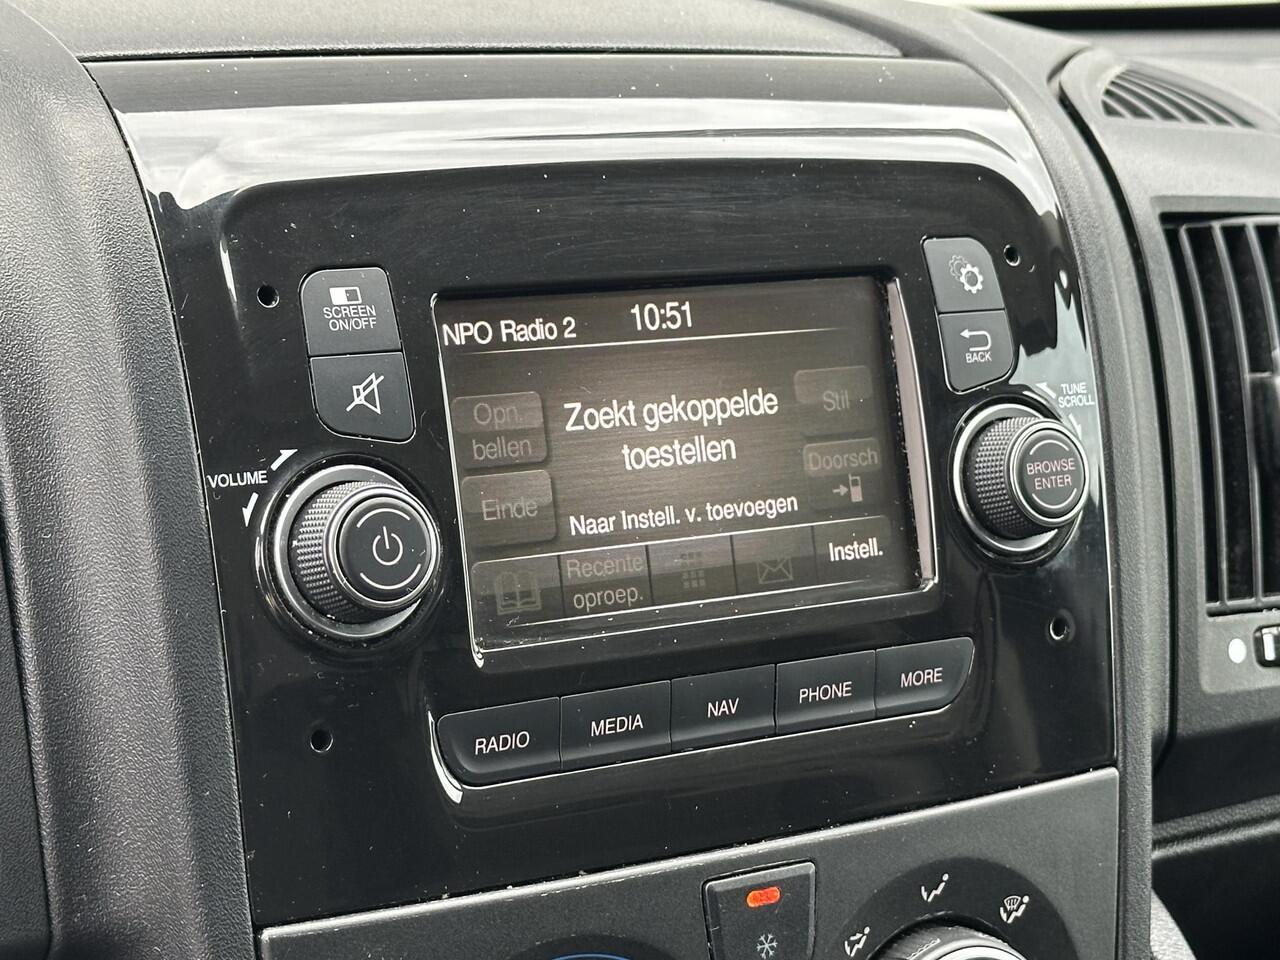 SCREEN
ON/OFF
VOLUME
NPO Radio 2
10:51
Opn.
bellen
Zoekt gekoppelde
toestellen
Stil
Doorsch
Einde
Naar Instell. v. toevoegen
Recente
oproep.
Instell.
BACK
TUNE
SCROLL
BROWSE
ENTER
RADIO
MEDIA
NAV
PHONE
MORE